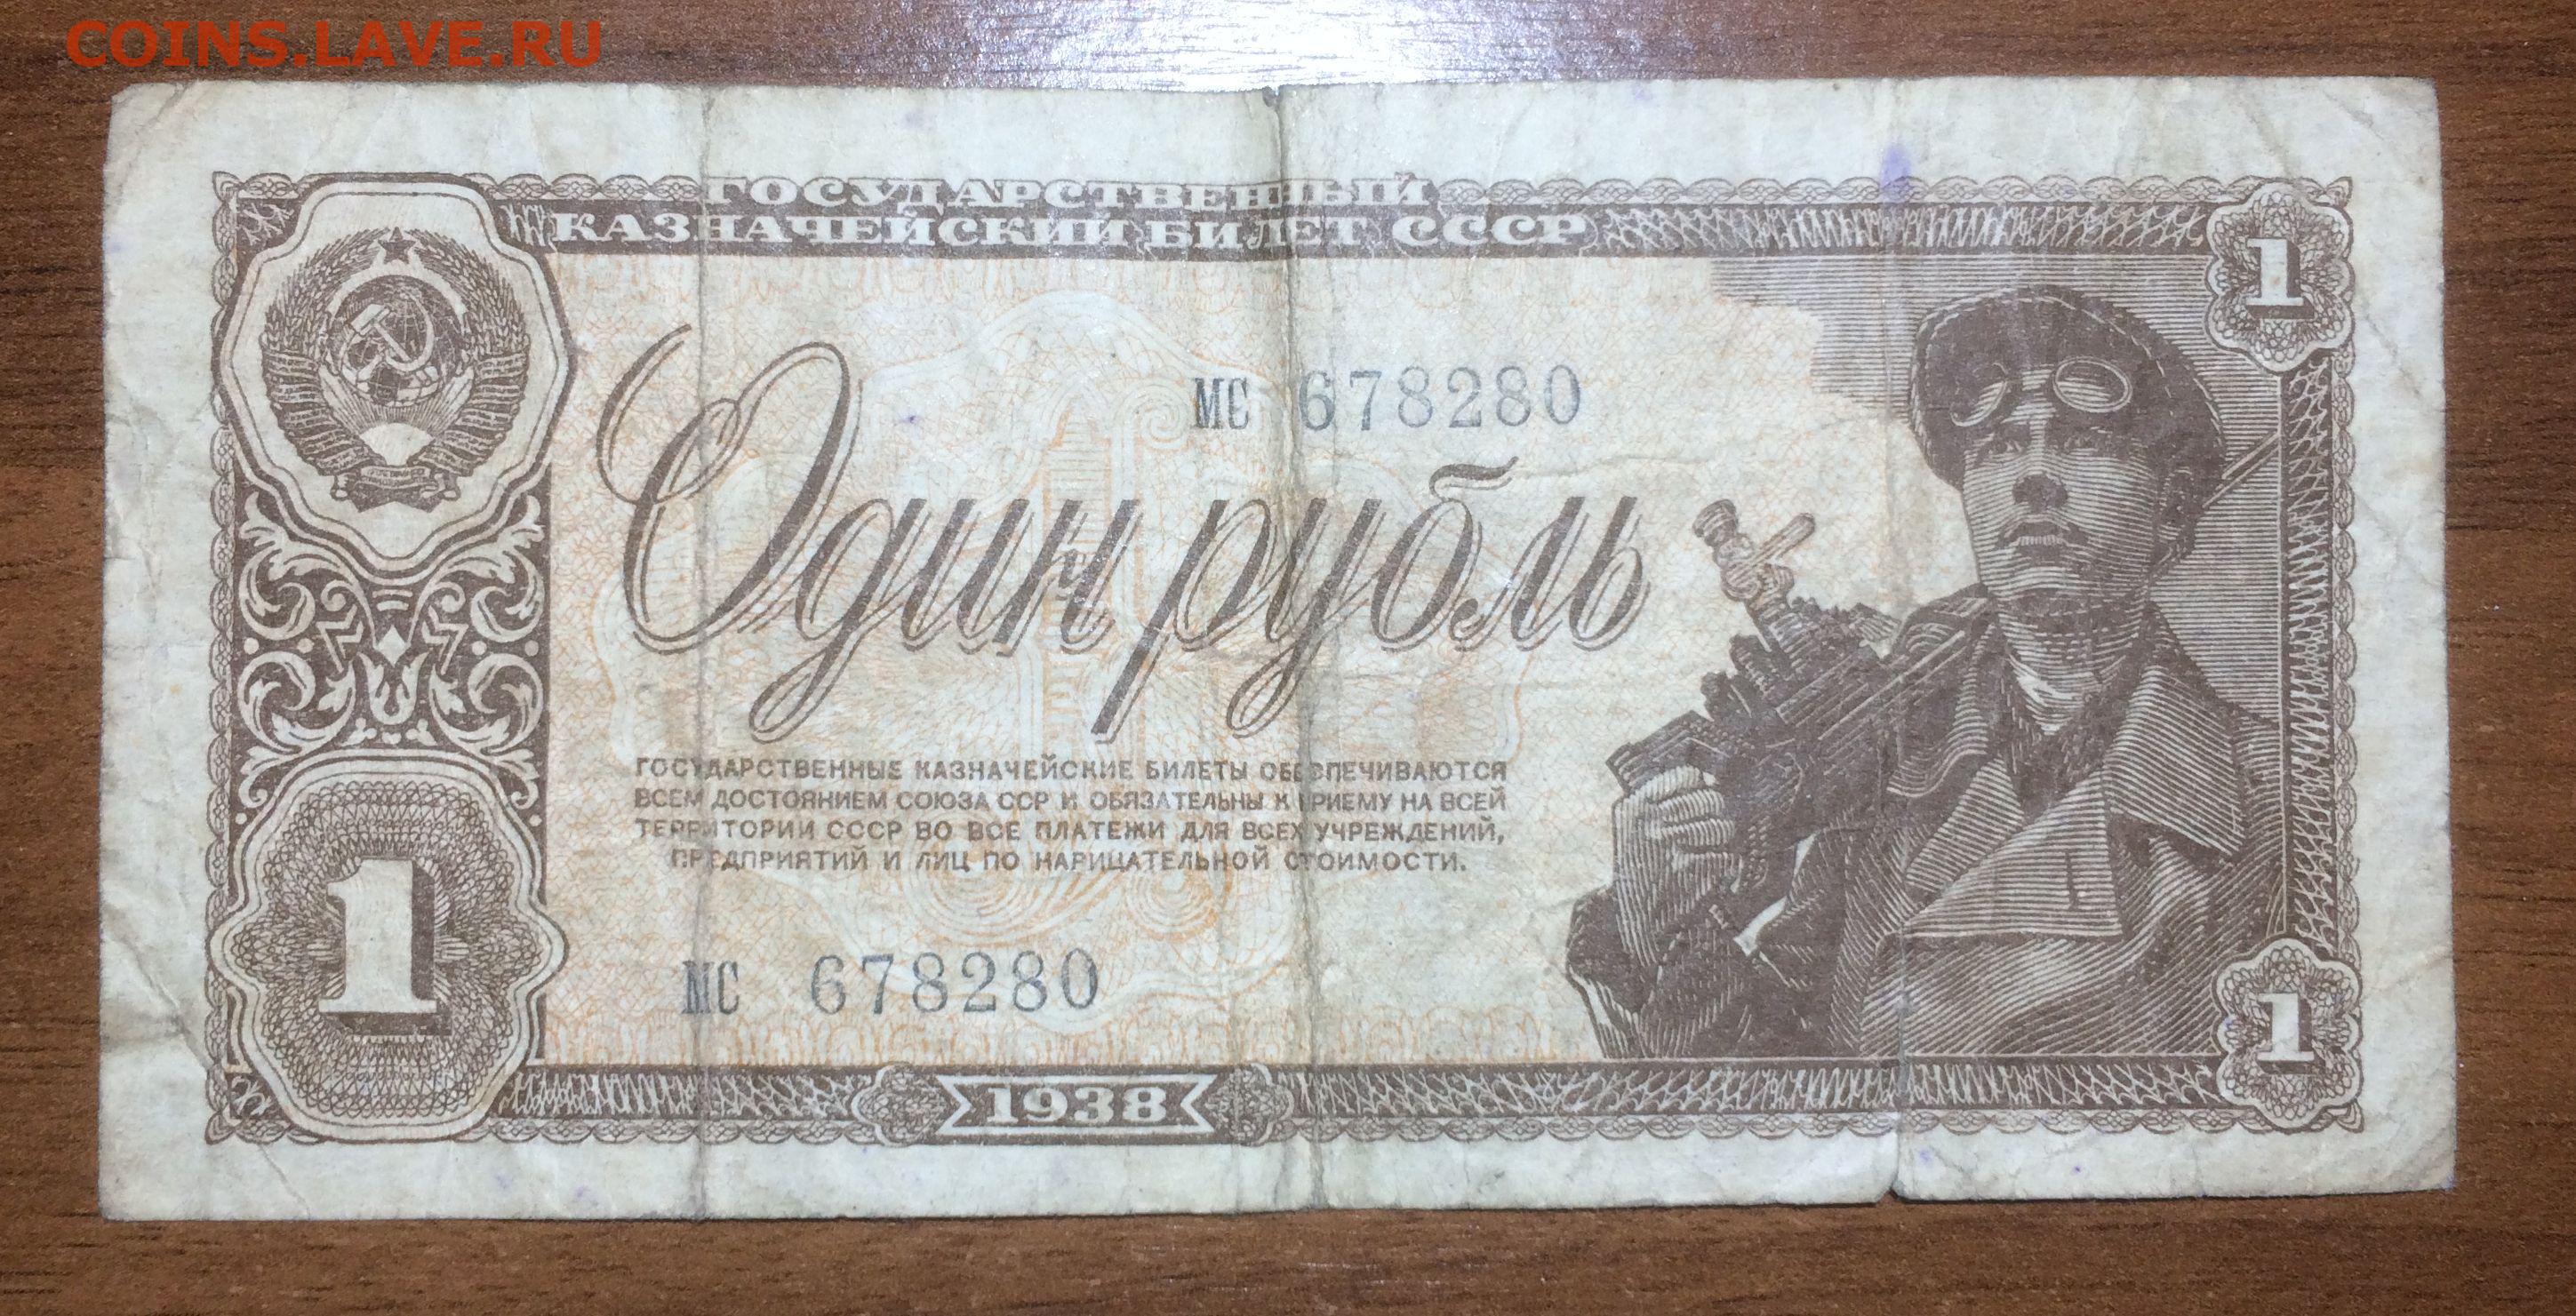 COINS.LAVE.RU
ГОСУДАРСТВЕННЫЙ
КАЗНАЧЕЙСКИЙ БИЛЕТ СССР
1
МС 678280
Один рубль
ГОСУДАРСТВЕННЫЕ КАЗНАЧЕЙСКИЕ БИЛЕТЫ ОБЕСПЕЧИВАЮТСЯ
ВСЕМ ДОСТОЯНИЕМ СОЮЗА ССР И ОБЯЗАТЕЛЬНЫ К ПРИЕМУ НА ВСЕЙ
ТЕРРИТОРИИ СССР ВО ВСЕ ПЛАТЕЖИ ДЛЯ ВСЕХ УЧРЕЖДЕНИЙ,
ПРЕДПРИЯТИЙ И ЛИЦ ПО НАРИЦАТЕЛЬНОЙ СТОИМОСТИ.
1
МС 678280
1
1938